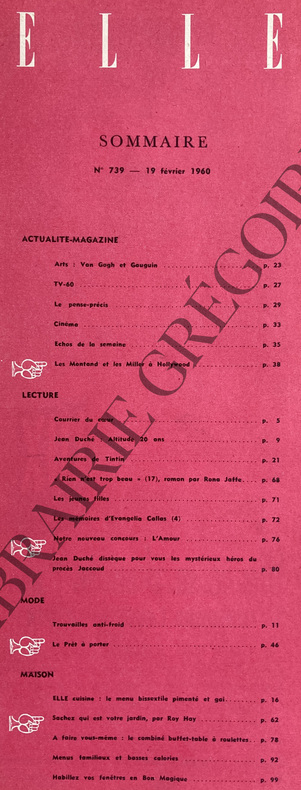 ELLE
SOMMAIRE
N° 739 — 19 février 1960
ACTUALITE-MAGAZINE
Arts : Van Gogh et Gauguin ........ p. 23
TV-60 ........ p. 27
Le pense-précis ........ p. 29
Cinéma ........ p. 33
Echos de la semaine ........ p. 35
Les Montand et les Miller à Hollywood ........ p. 38
LECTURE
Courrier du cœur ........ p. 5
Jean Duché : Altitude 20 ans ........ p. 9
Aventures de Tintin ........ p. 21
« Rien n'est trop beau » (17), roman par Rona Jaffe... p. 68
Les jeunes filles ........ p. 71
Les mémoires d'Evangelia Callas (4) ........ p. 72
Notre nouveau concours : L'Amour ........ p. 76
Jean Duché dissèque pour vous les mystérieux héros du
procès Jaccoud ........ p. 80
MODE
Trouvailles anti-froid ........ p. 11
Le Prêt à porter ........ p. 46
MAISON
ELLE cuisine : le menu bissextile pimenté et gai ........ p. 16
Sachez qui est votre jardin, par Roy Hay ........ p. 62
A faire vous-même : le combiné buffet-table à roulettes.. p. 78
Menus familiaux et basses calories ........ p. 92
Habillez vos fenêtres en Bon Magique ........ p. 99
LIBRAIRIE GRÉGOIRE